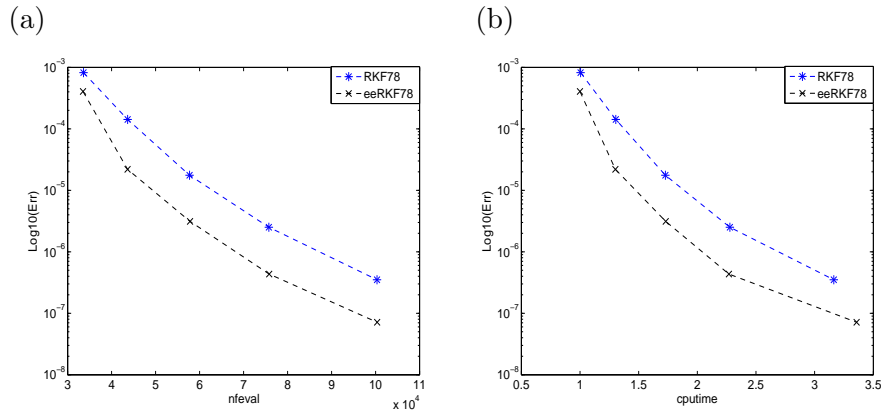 (a)
10^-3
10^-4
10^-5
10^-6
10^-7
10^-8
Log10(Err)
RKF78
eeRKF78
3 4 5 6 7 8 9 10 11
x 10^4
nfeval
(b)
10^-3
10^-4
10^-5
10^-6
10^-7
10^-8
Log10(Err)
RKF78
eeRKF78
0.5 1 1.5 2 2.5 3 3.5
cputime